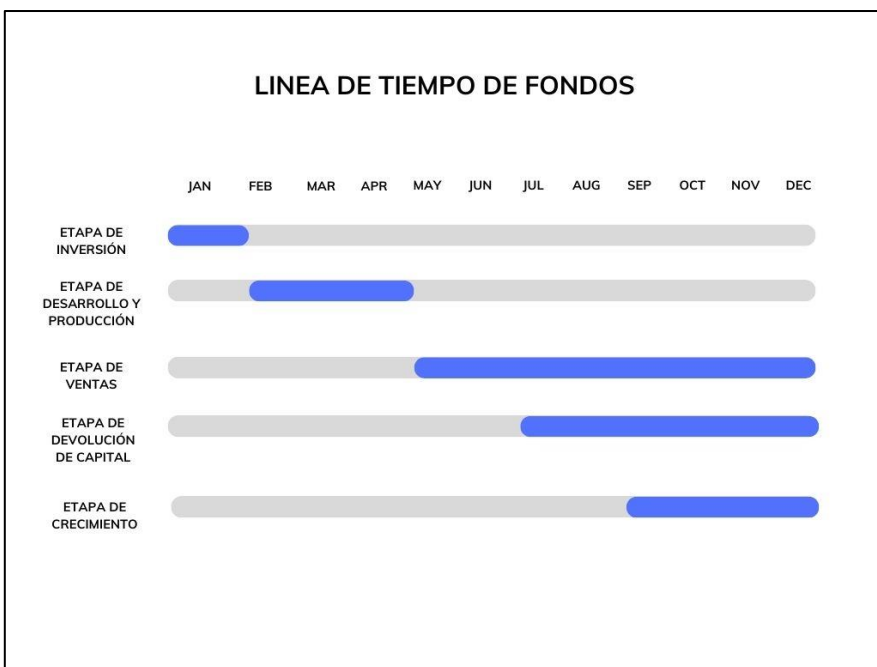 LINEA DE TIEMPO DE FONDOS
JAN FEB MAR APR MAY JUN JUL AUG SEP OCT NOV DEC
ETAPA DE
INVERSIÓN
ETAPA DE
DESARROLLO Y
PRODUCCIÓN
ETAPA DE
VENTAS
ETAPA DE
DEVOLUCIÓN
DE CAPITAL
ETAPA DE
CRECIMIENTO